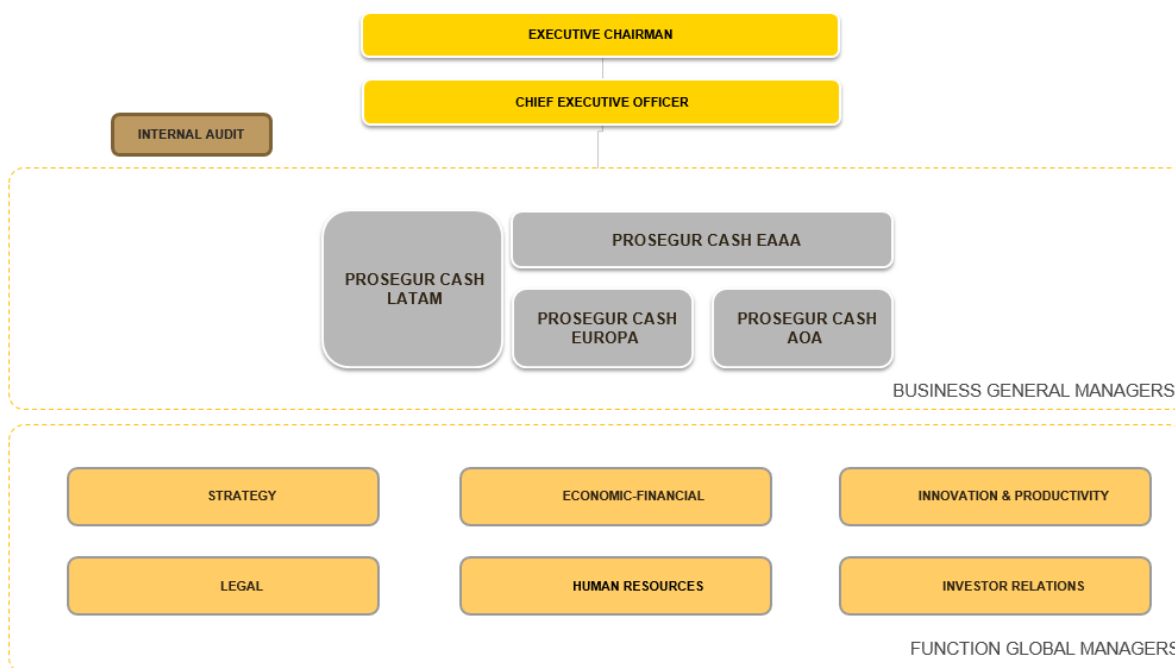 EXECUTIVE CHAIRMAN
CHIEF EXECUTIVE OFFICER
INTERNAL AUDIT
PROSEGUR CASH
LATAM
PROSEGUR CASH EAAA
PROSEGUR CASH
EUROPA
PROSEGUR CASH
AOA
BUSINESS GENERAL MANAGERS
STRATEGY
ECONOMIC-FINANCIAL
INNOVATION & PRODUCTIVITY
LEGAL
HUMAN RESOURCES
INVESTOR RELATIONS
FUNCTION GLOBAL MANAGERS